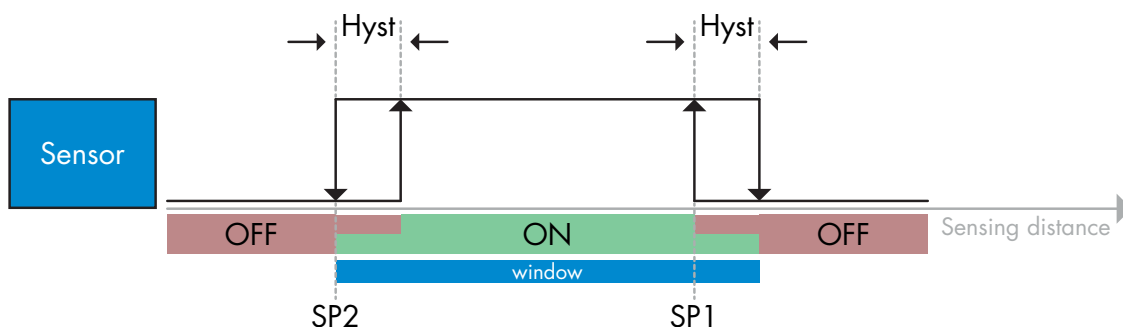 Hyst
Hyst
Sensor
OFF
ON
OFF
Sensing distance
window
SP2
SP1